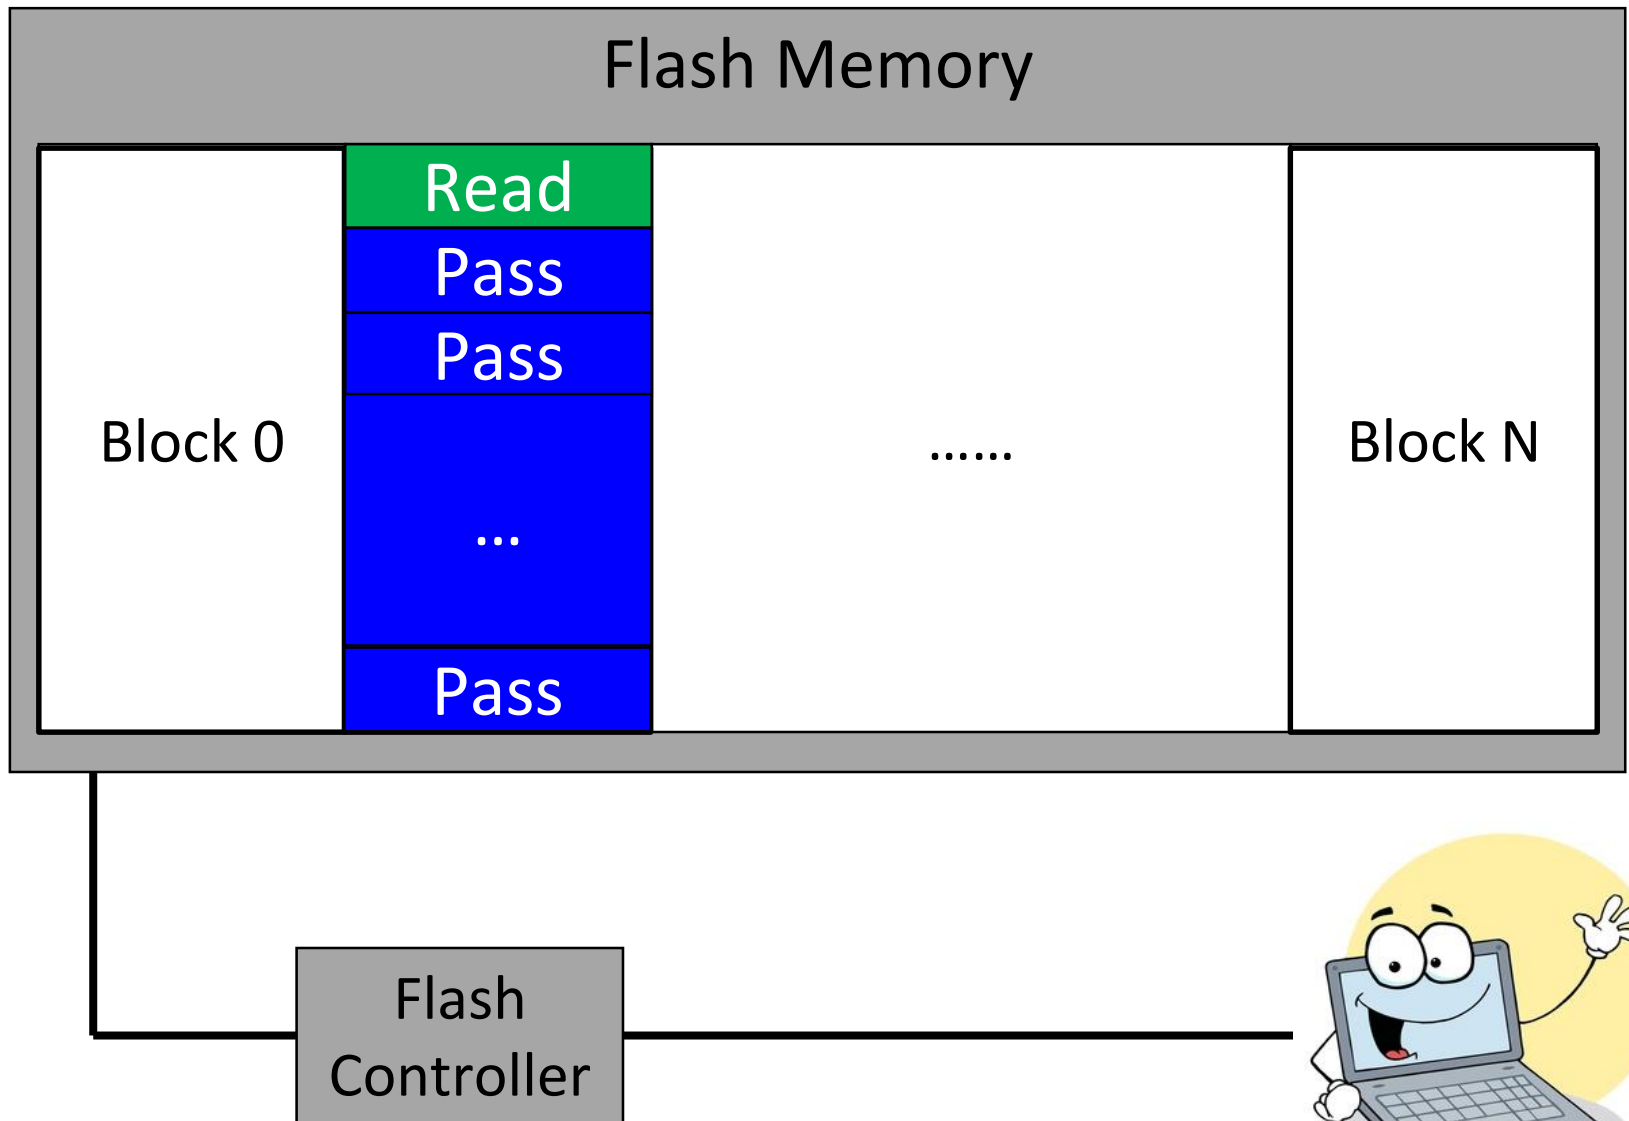 Flash Memory
Block 0
Read
Pass
Pass
...
Pass
......
Block N
Flash
Controller